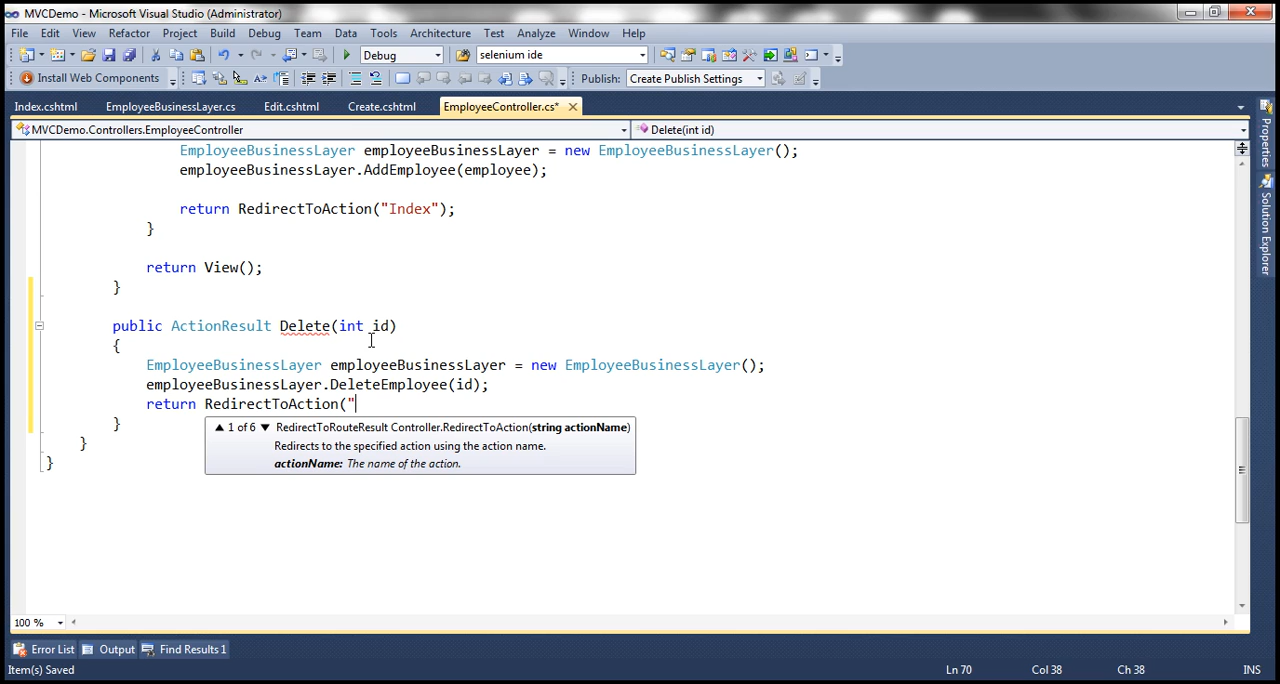 MVCDemo - Microsoft Visual Studio (Administrator)
File Edit View Refactor Project Build Debug Team Data Tools Architecture Test Analyze Window Help
Debug selenium ide
Install Web Components Publish: Create Publish Settings
Index.cshtml EmployeeBusinessLayer.cs Edit.cshtml Create.cshtml EmployeeController.cs*
MVCDemo.Controllers.EmployeeController Delete(int id)
EmployeeBusinessLayer employeeBusinessLayer = new EmployeeBusinessLayer();
employeeBusinessLayer.AddEmployee(employee);
return RedirectToAction("Index");
}
return View();
}
public ActionResult Delete(int id)
{
EmployeeBusinessLayer employeeBusinessLayer = new EmployeeBusinessLayer();
employeeBusinessLayer.DeleteEmployee(id);
return RedirectToAction("
}
1 of 6 RedirectToRouteResult Controller.RedirectToAction(string actionName)
Redirects to the specified action using the action name.
actionName: The name of the action.
}
}
Properties
Solution Explorer
100 %
Error List Output Find Results 1
Item(s) Saved Ln 70 Col 38 Ch 38 INS